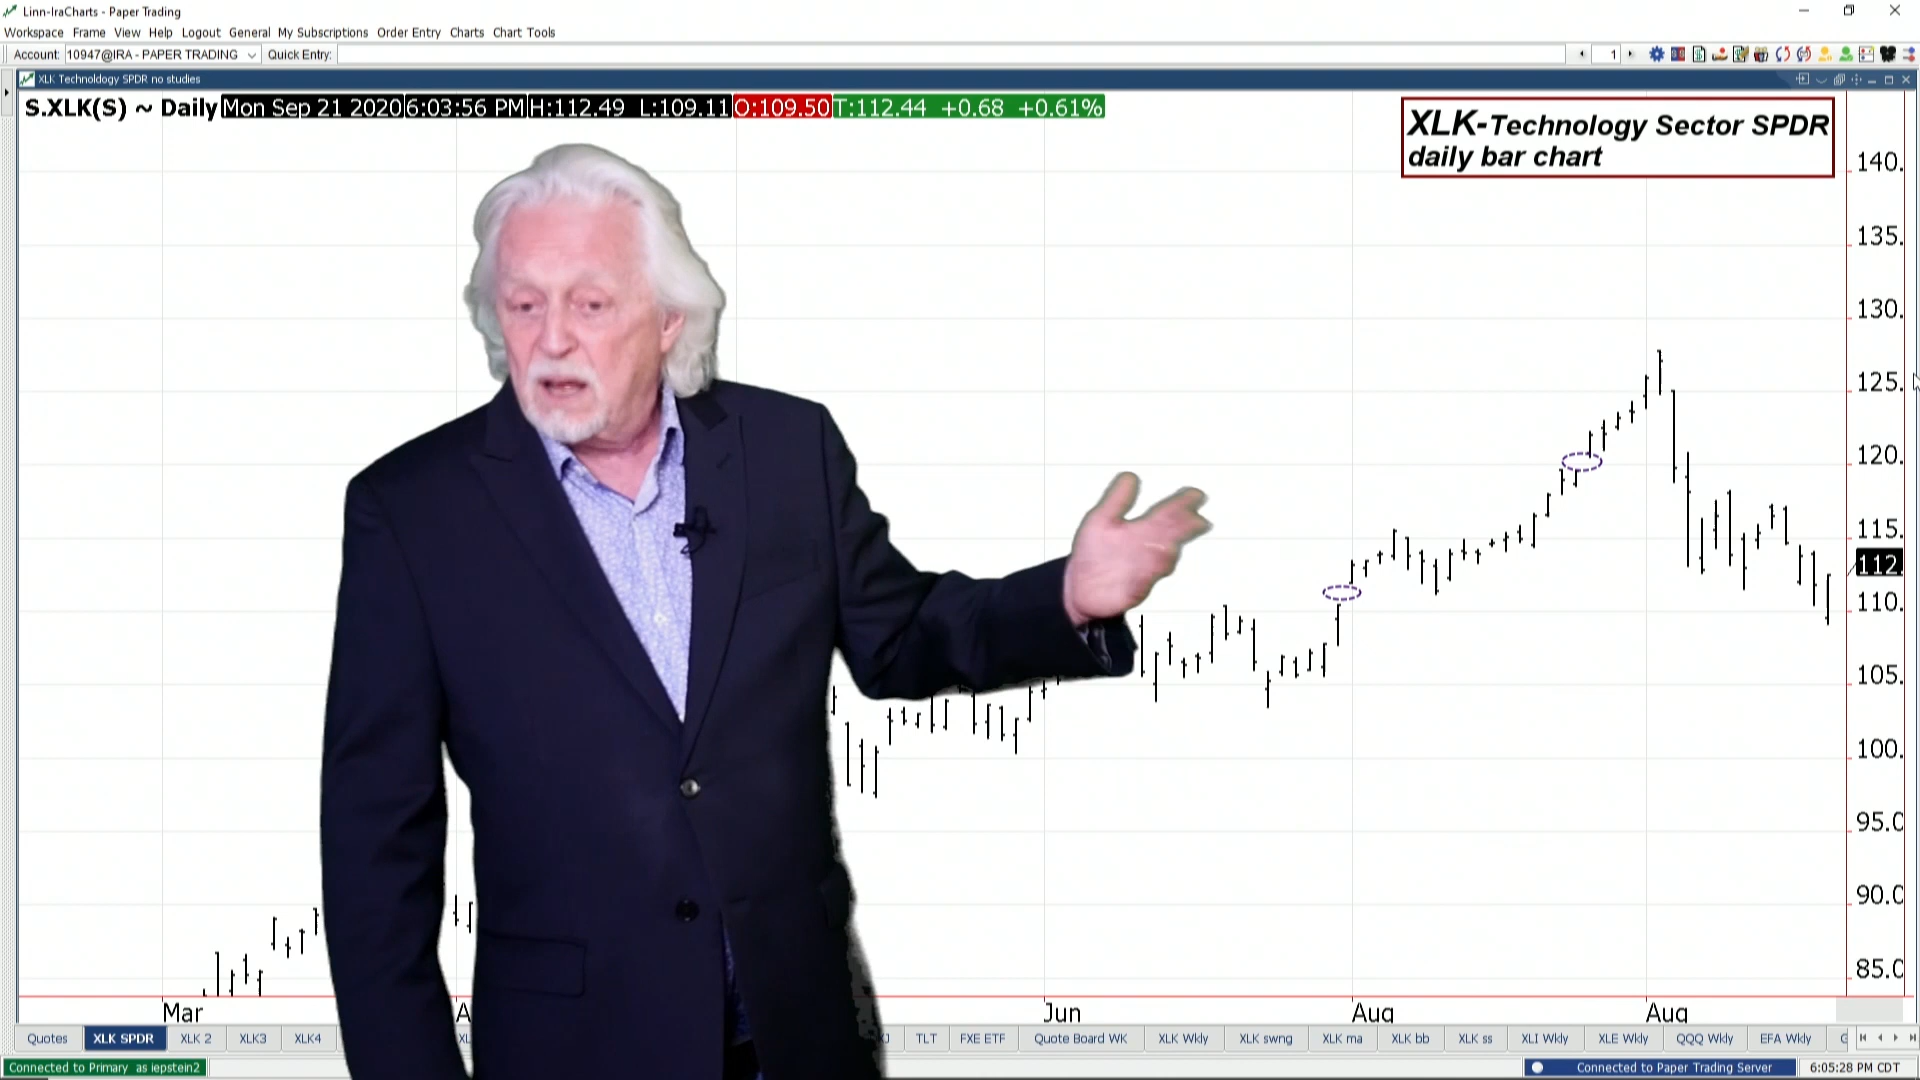 Linn-IraCharts - Paper Trading
Workspace Frame View Help Logout General My Subscriptions Order Entry Charts Chart Tools
Account: 10947@IRA - PAPER TRADING Quick Entry: 1
XLK Technoldogy SPDR no studies
S.XLK(S) ~ Daily Mon Sep 21 2020 6:03:56 PM H:112.49 L:109.11 O:109.50 T:112.44 +0.68 +0.61%
XLK-Technology Sector SPDR
daily bar chart
140.
135.
130.
125.
120.
115.
112.
110.
105.
100.
95.0
90.0
85.0
Mar A Jun Aug Aug
Quotes XLK SPDR XLK 2 XLK3 XLK4 XL TLT FXE ETF Quote Board WK XLK Wkly XLK swng XLK ma XLK bb XLK ss XLI Wkly XLE Wkly QQQ Wkly EFA Wkly
Connected to Primary as iepstein2 Connected to Paper Trading Server 6:05:28 PM CDT